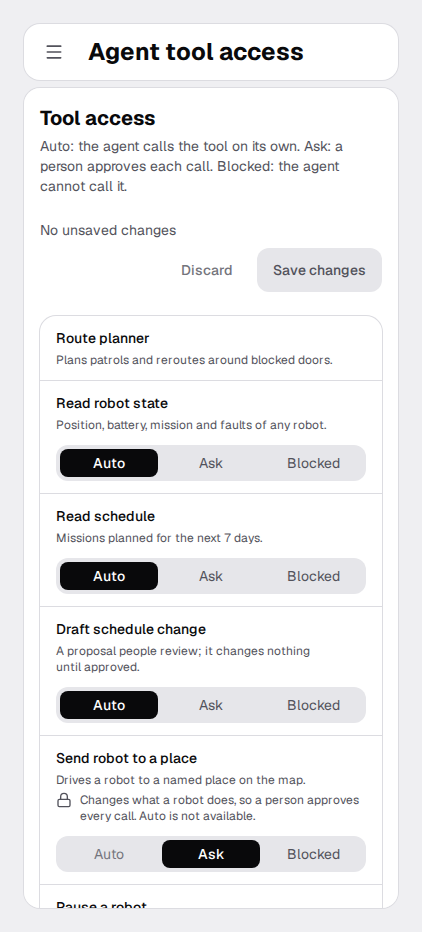 Agent tool access
Tool access
Auto: the agent calls the tool on its own. Ask: a
person approves each call. Blocked: the agent
cannot call it.
No unsaved changes
Discard
Save changes
Route planner
Plans patrols and reroutes around blocked doors.
Read robot state
Position, battery, mission and faults of any robot.
Auto
Ask
Blocked
Read schedule
Missions planned for the next 7 days.
Auto
Ask
Blocked
Draft schedule change
A proposal people review; it changes nothing
until approved.
Auto
Ask
Blocked
Send robot to a place
Drives a robot to a named place on the map.
Changes what a robot does, so a person approves
every call. Auto is not available.
Auto
Ask
Blocked
Pause a robot